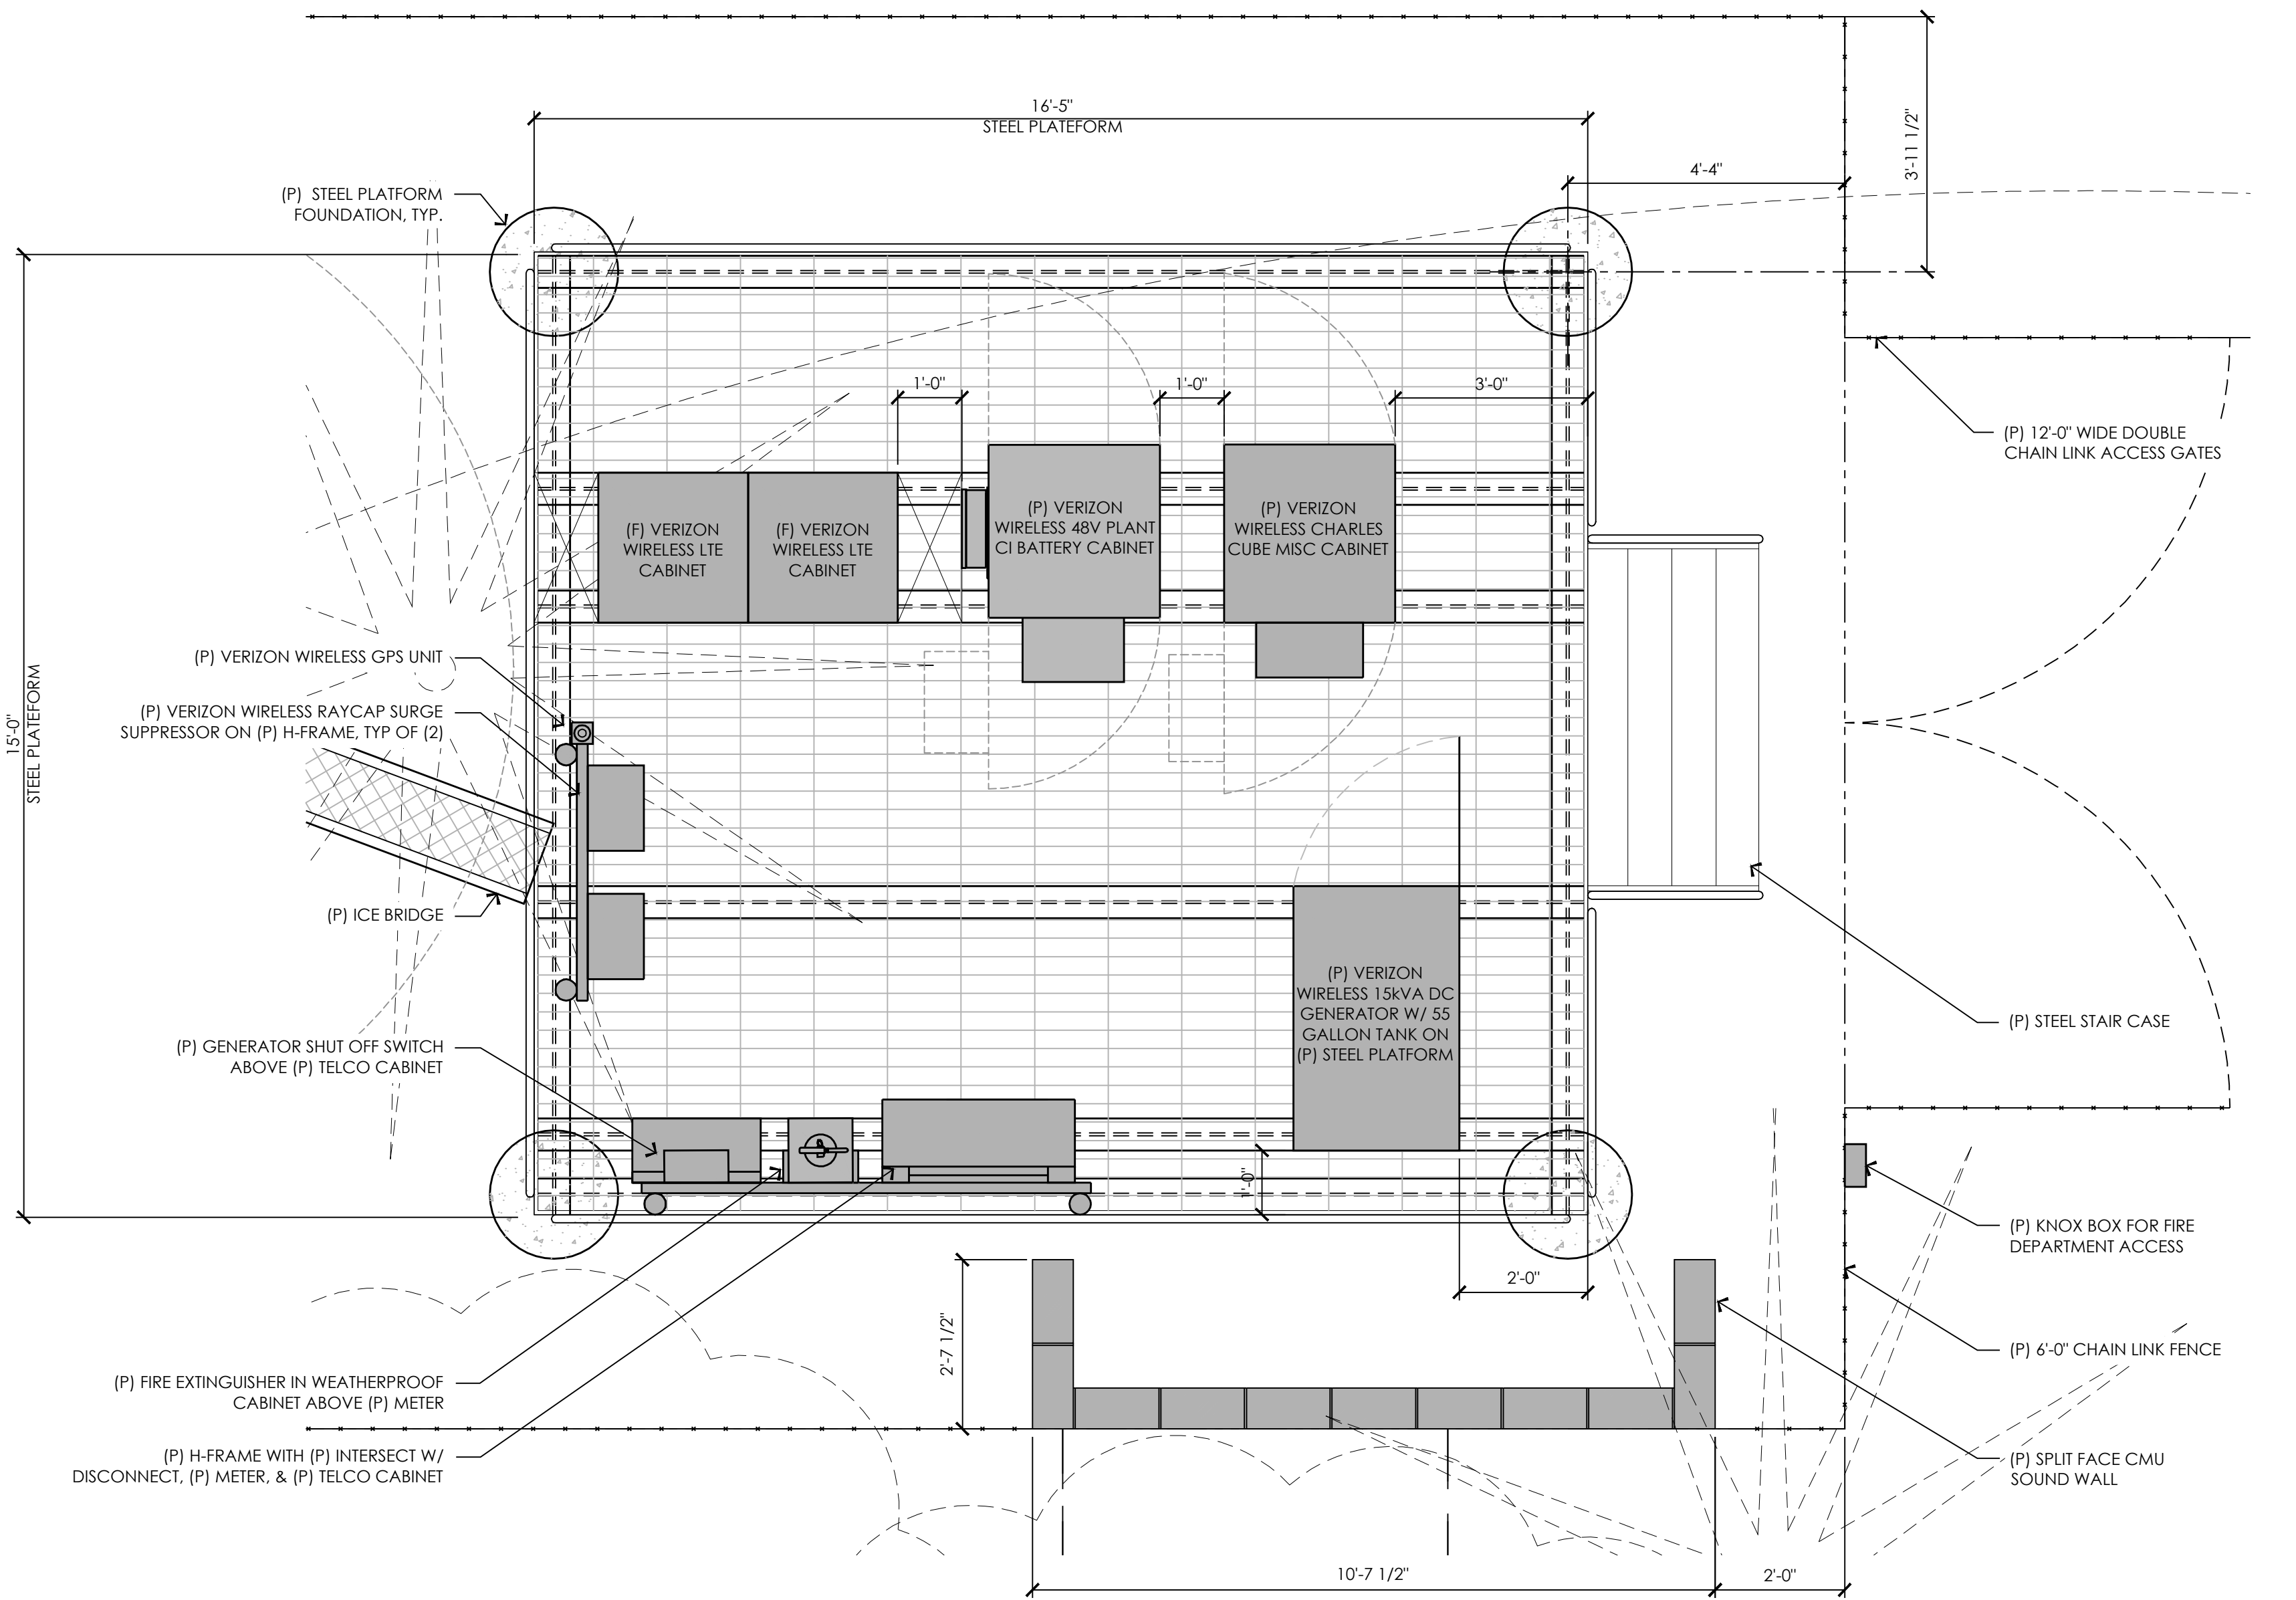 16'-5"
STEEL PLATEFORM
3'-11 1/2"
4'-4"
(P) STEEL PLATFORM
FOUNDATION, TYP.
1'-0"
1'-0"
3'-0"
(P) 12'-0" WIDE DOUBLE
CHAIN LINK ACCESS GATES
(F) VERIZON
WIRELESS LTE
CABINET
(F) VERIZON
WIRELESS LTE
CABINET
(P) VERIZON
WIRELESS 48V PLANT
CI BATTERY CABINET
(P) VERIZON
WIRELESS CHARLES
CUBE MISC CABINET
(P) VERIZON WIRELESS GPS UNIT
(P) VERIZON WIRELESS RAYCAP SURGE
SUPPRESSOR ON (P) H-FRAME, TYP OF (2)
15'-0"
STEEL PLATEFORM
(P) ICE BRIDGE
(P) VERIZON
WIRELESS 15kVA DC
GENERATOR W/ 55
GALLON TANK ON
(P) STEEL PLATFORM
(P) STEEL STAIR CASE
(P) GENERATOR SHUT OFF SWITCH
ABOVE (P) TELCO CABINET
1'-0"
(P) KNOX BOX FOR FIRE
DEPARTMENT ACCESS
2'-0"
2'-7 1/2"
(P) 6'-0" CHAIN LINK FENCE
(P) FIRE EXTINGUISHER IN WEATHERPROOF
CABINET ABOVE (P) METER
(P) H-FRAME WITH (P) INTERSECT W/
DISCONNECT, (P) METER, & (P) TELCO CABINET
(P) SPLIT FACE CMU
SOUND WALL
10'-7 1/2"
2'-0"